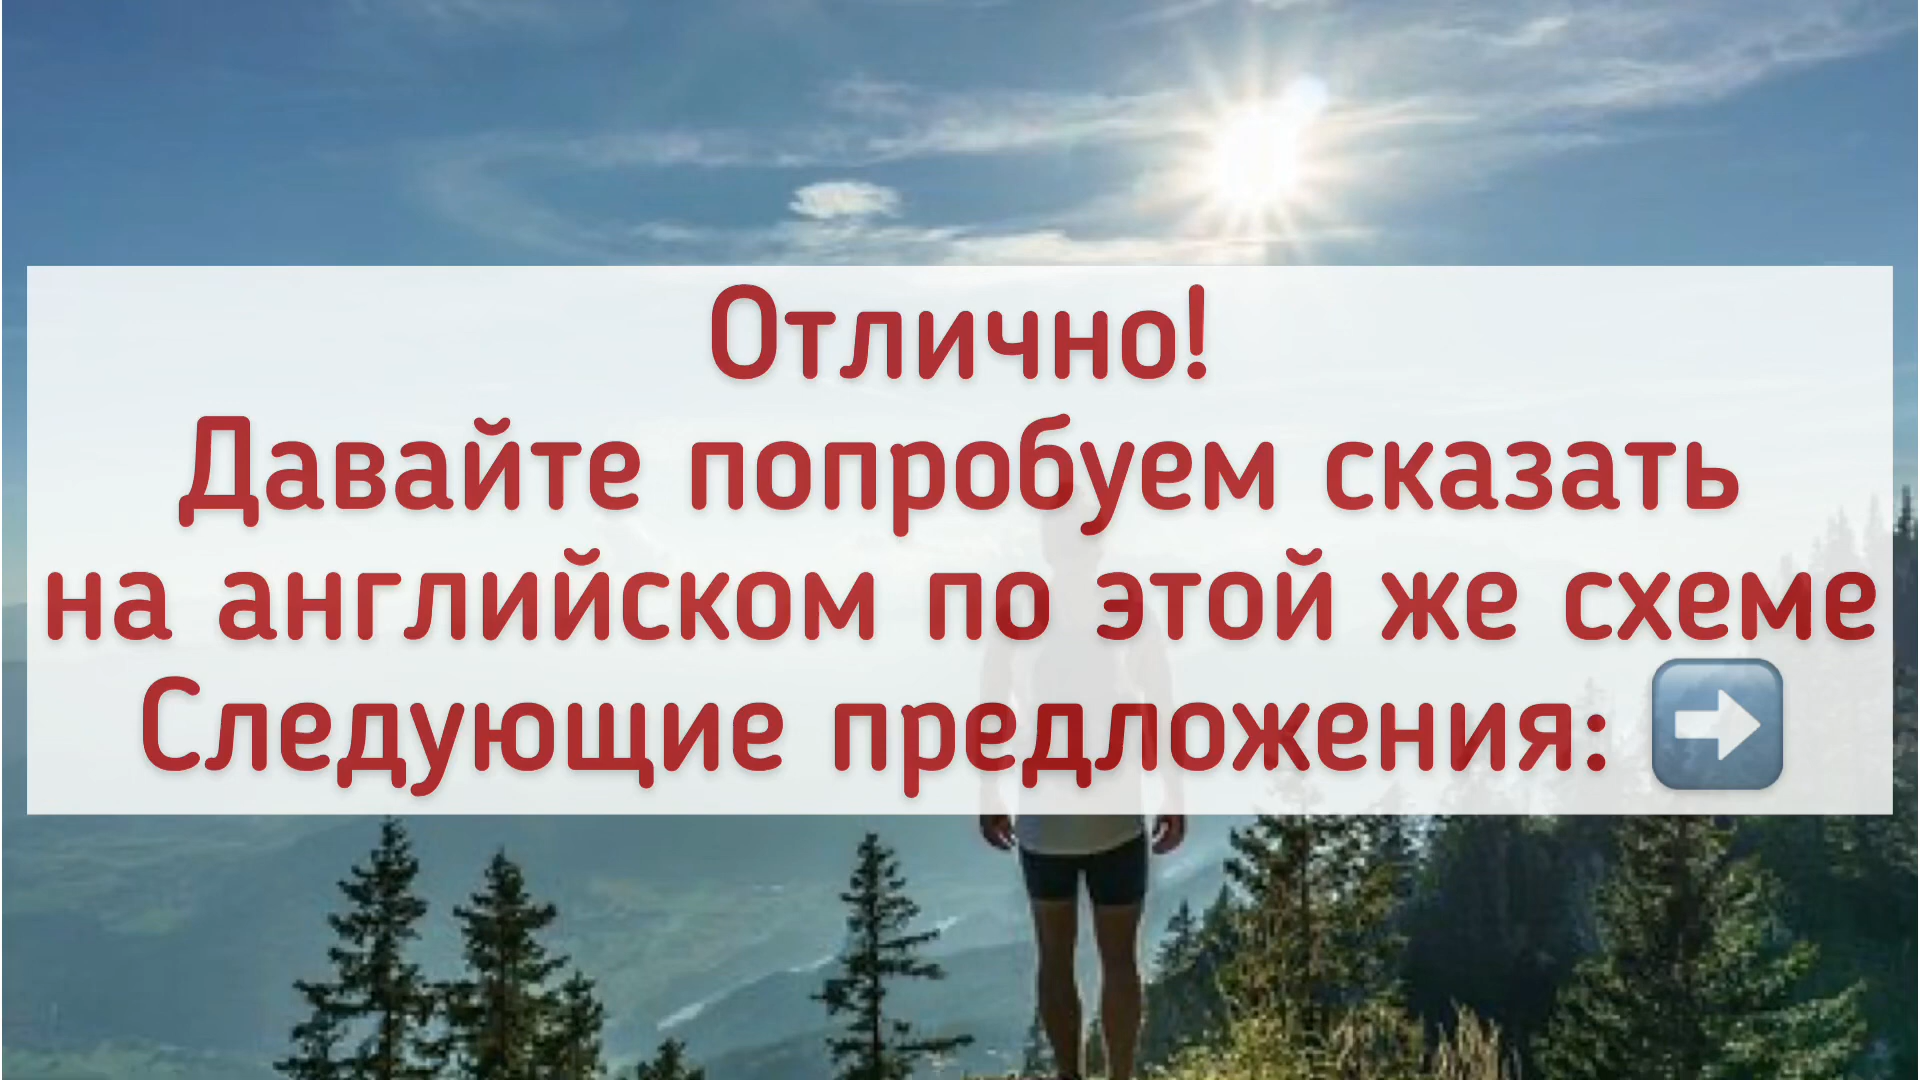 Отлично!
Давайте попробуем сказать
на английском по этой же схеме
Следующие предложения: ➡️